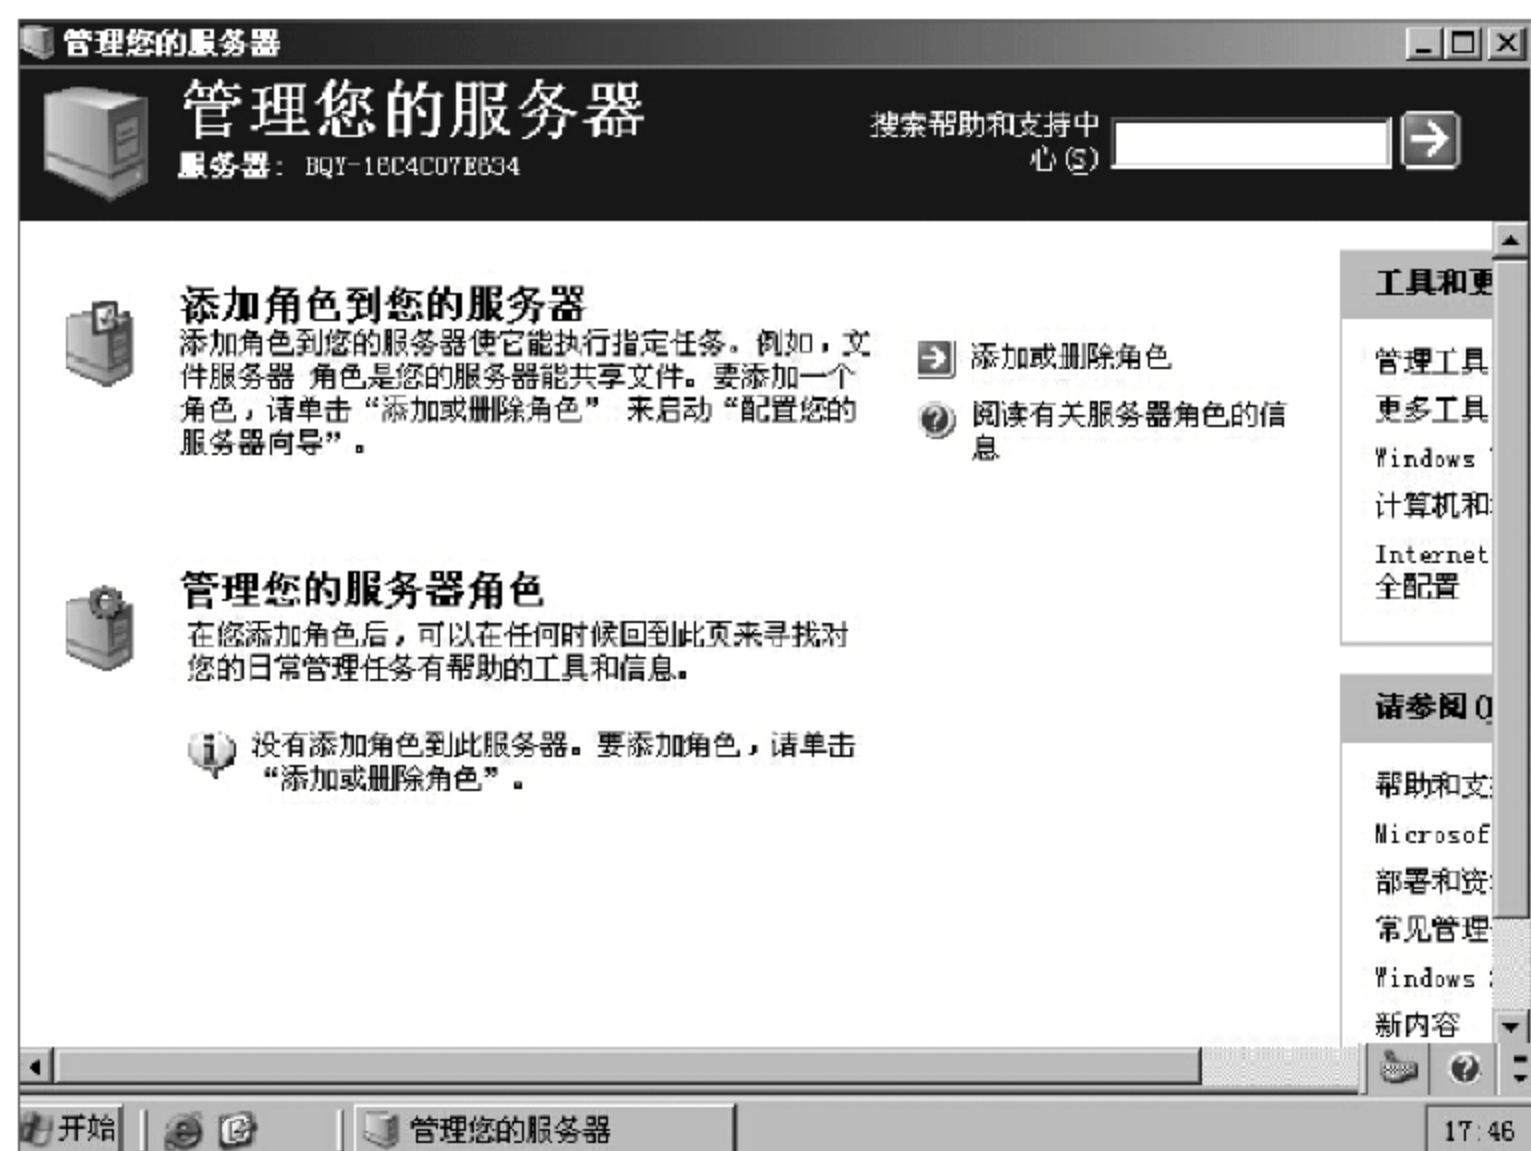 管理您的服务器
管理您的服务器
服务器: BQY-16C4C07E634
搜索帮助和支持中
心(S)
添加角色到您的服务器
添加角色到您的服务器使它能执行指定任务。例如，文
件服务器 角色是您的服务器能共享文件。要添加一个
角色，请单击“添加或删除角色” 来启动“配置您的
服务器向导”。
添加或删除角色
阅读有关服务器角色的信
息
管理您的服务器角色
在您添加角色后，可以在任何时候回到此页来寻找对
您的日常管理任务有帮助的工具和信息。
没有添加角色到此服务器。要添加角色，请单击
“添加或删除角色”。
工具和更
管理工具
更多工具
Windows
计算机和
Internet
全配置
请参阅
帮助和支
Microsof
部署和资
常见管理
Windows
新内容
开始
管理您的服务器
17:46